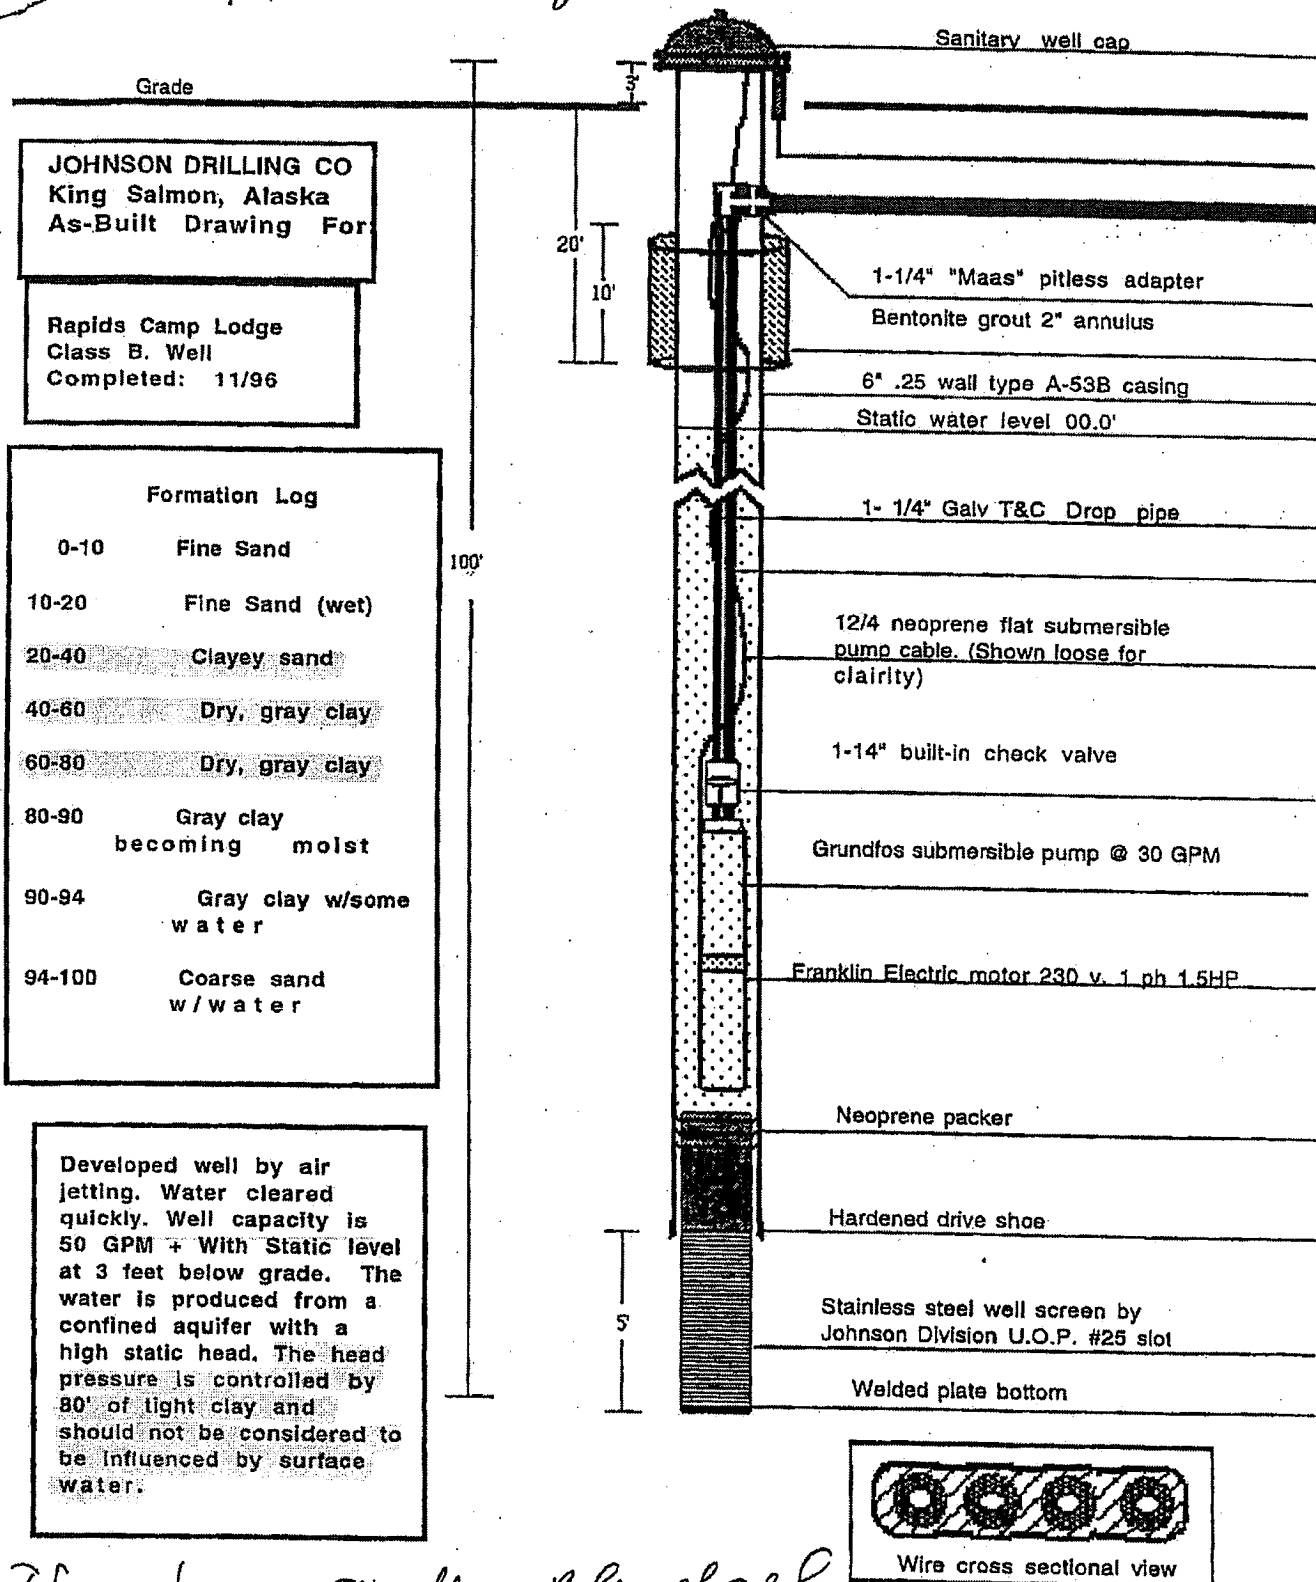 Sanitary well cap
Grade
3'
JOHNSON DRILLING CO
King Salmon, Alaska
As-Built Drawing For:
20'
10'
1-1/4" "Maas" pitless adapter
Bentonite grout 2" annulus
Rapids Camp Lodge
Class B. Well
Completed: 11/96
6" .25 wall type A-53B casing
Static water level 00.0'
Formation Log
0-10 Fine Sand
10-20 Fine Sand (wet)
20-40 Clayey sand
40-60 Dry, gray clay
60-80 Dry, gray clay
80-90 Gray clay
becoming moist
90-94 Gray clay w/some
water
94-100 Coarse sand
w/water
100'
1- 1/4" Galv T&C Drop pipe
12/4 neoprene flat submersible
pump cable. (Shown loose for
clairity)
1-14" built-in check valve
Grundfos submersible pump @ 30 GPM
Franklin Electric motor 230 v. 1 ph 1.5HP
Neoprene packer
Developed well by air
jetting. Water cleared
quickly. Well capacity is
50 GPM + With Static level
at 3 feet below grade. The
water is produced from a
confined aquifer with a
high static head. The head
pressure is controlled by
80' of tight clay and
should not be considered to
be influenced by surface
water.
Hardened drive shoe
5'
Stainless steel well screen by
Johnson Division U.O.P. #25 slot
Welded plate bottom
Wire cross sectional view